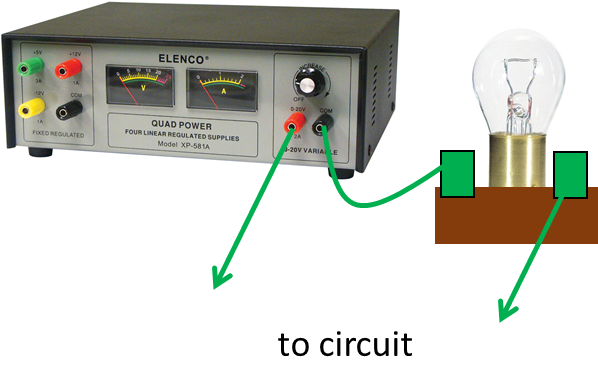 ELENCO®
+5V
+12V
3A
1A
-12V
COM
1A
FIXED REGULATED
V
A
INCREASE
OFF
0-20V
COM
2A
0-20V VARIABLE
QUAD POWER
FOUR LINEAR REGULATED SUPPLIES
Model XP-581A
to circuit